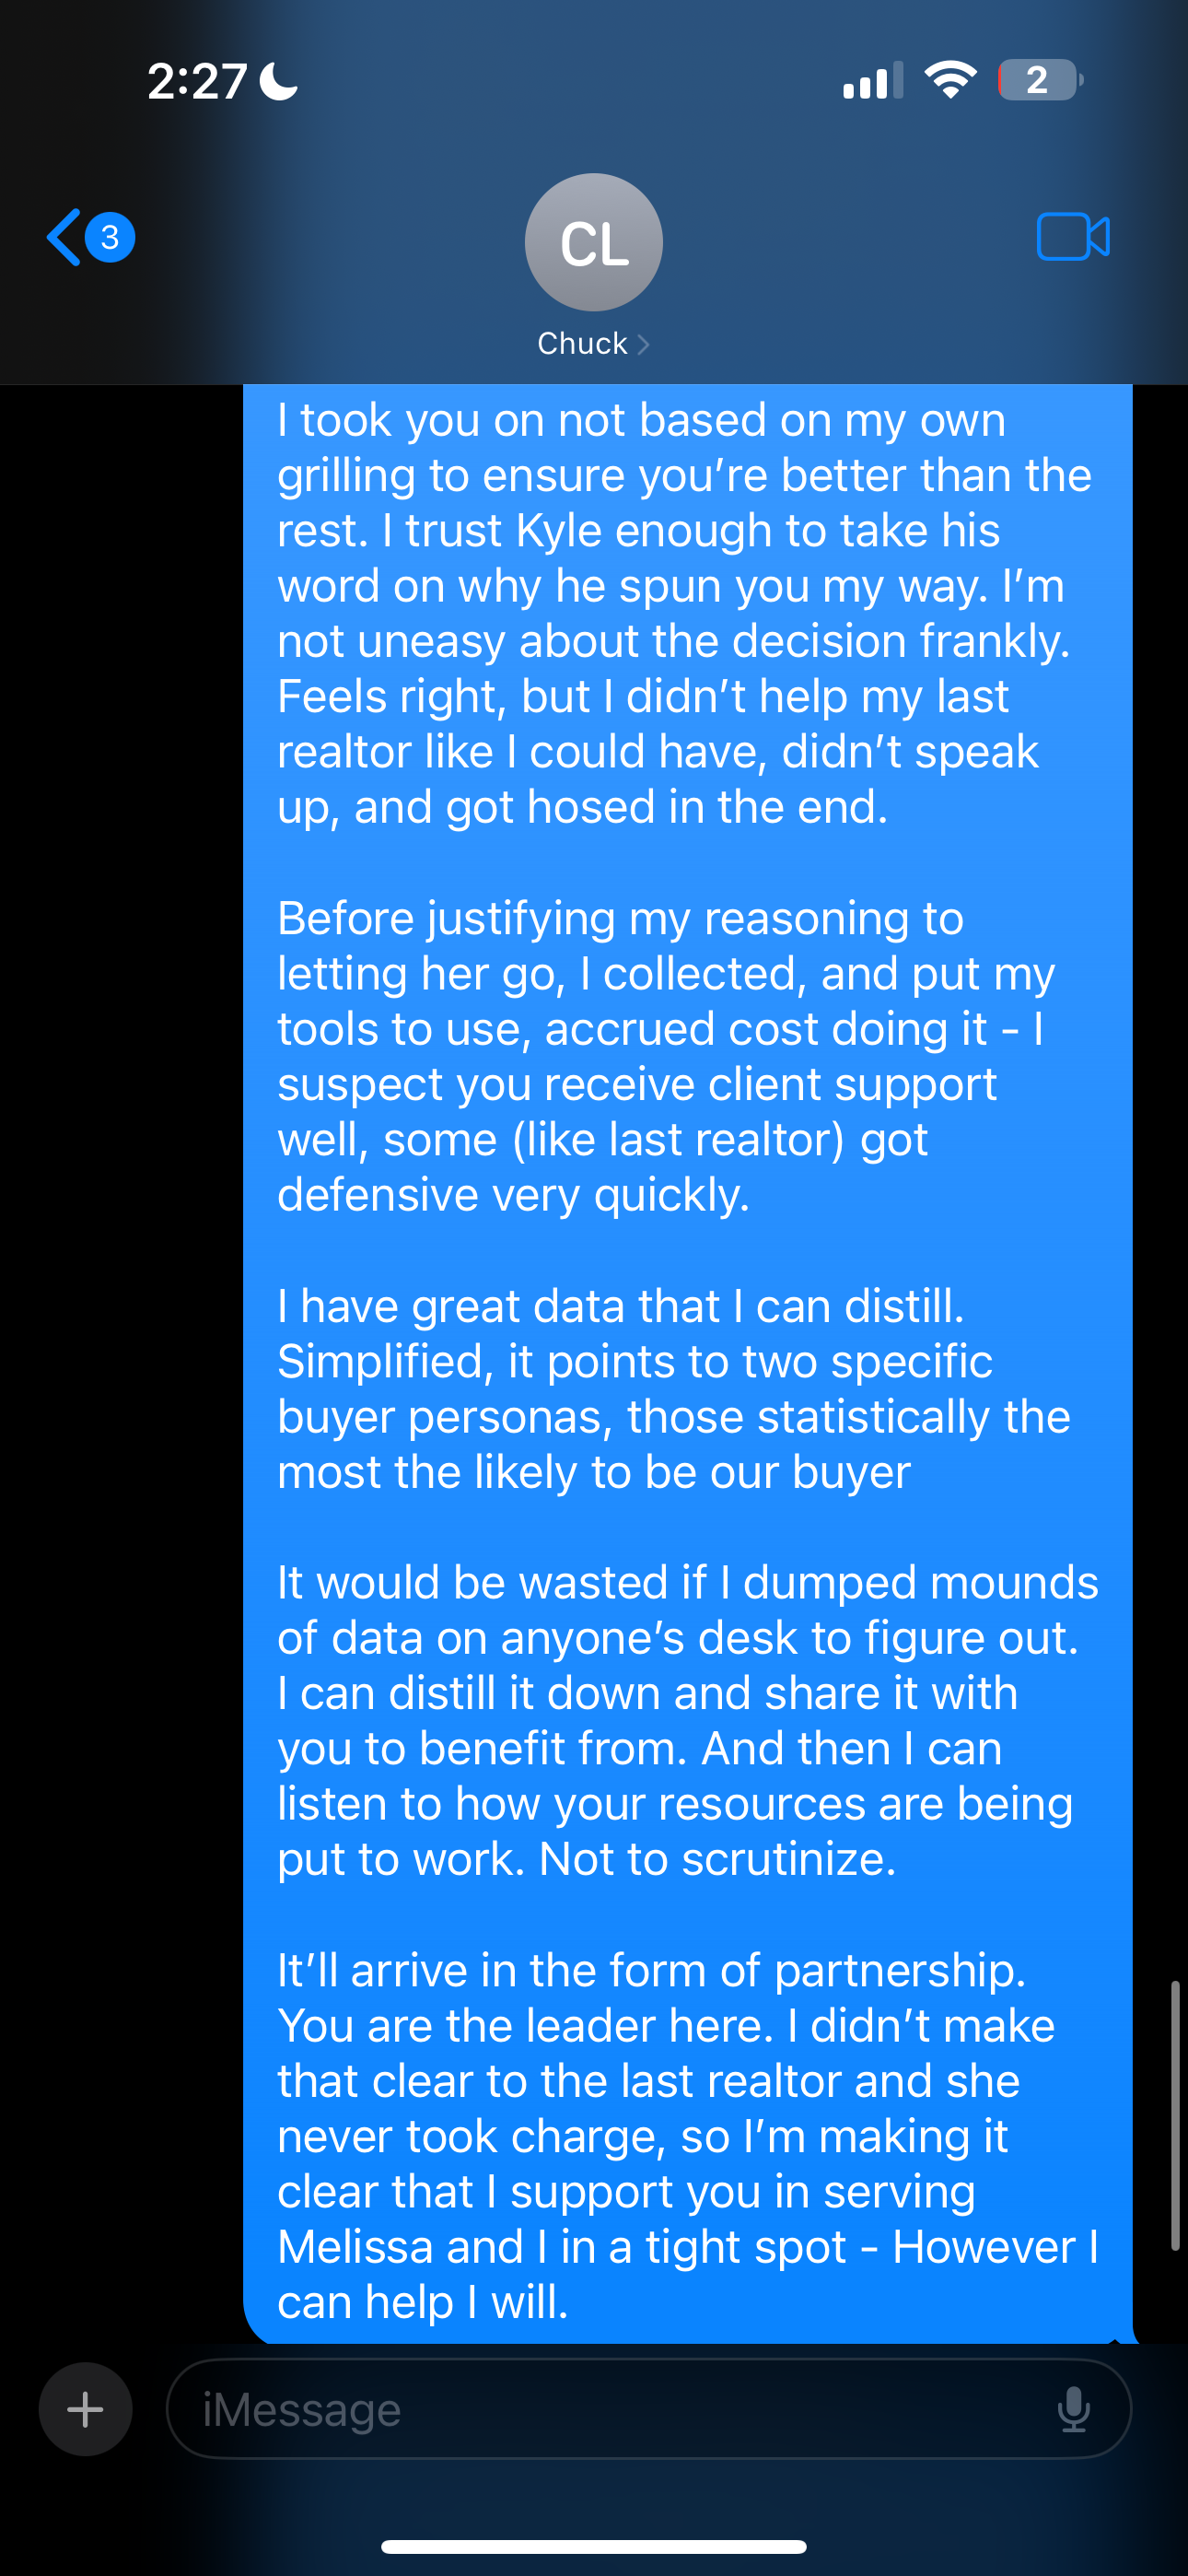 2:27
2
3
CL
Chuck
I took you on not based on my own
grilling to ensure you’re better than the
rest. I trust Kyle enough to take his
word on why he spun you my way. I’m
not uneasy about the decision frankly.
Feels right, but I didn’t help my last
realtor like I could have, didn’t speak
up, and got hosed in the end.
Before justifying my reasoning to
letting her go, I collected, and put my
tools to use, accrued cost doing it - I
suspect you receive client support
well, some (like last realtor) got
defensive very quickly.
I have great data that I can distill.
Simplified, it points to two specific
buyer personas, those statistically the
most the likely to be our buyer
It would be wasted if I dumped mounds
of data on anyone’s desk to figure out.
I can distill it down and share it with
you to benefit from. And then I can
listen to how your resources are being
put to work. Not to scrutinize.
It’ll arrive in the form of partnership.
You are the leader here. I didn’t make
that clear to the last realtor and she
never took charge, so I’m making it
clear that I support you in serving
Melissa and I in a tight spot - However I
can help I will.
iMessage